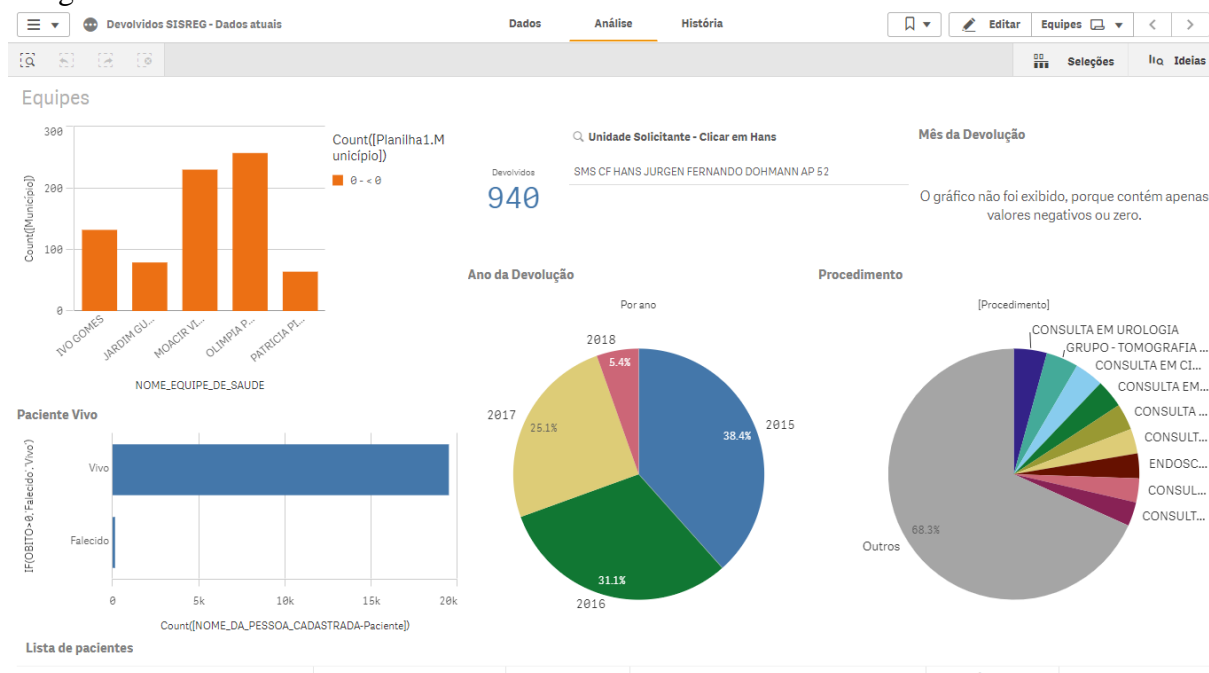 Devolvidos SISREG - Dados atuais
Dados
Análise
História
Editar
Equipes
Seleções
Ideias
Equipes
300
200
100
0
Count([Município])
IVO GOMES
JARDIM GU...
MOACIR VI...
OLIMPIA P...
PATRICIA PI...
NOME_EQUIPE_DE_SAUDE
Count([Planilha1.M
unicípio])
0 - < 0
Devolvidos
940
Unidade Solicitante - Clicar em Hans
SMS CF HANS JURGEN FERNANDO DOHMANN AP 52
Mês da Devolução
O gráfico não foi exibido, porque contém apenas
valores negativos ou zero.
Paciente Vivo
IF(OBITO>0,'Falecido','Vivo')
Vivo
Falecido
0
5k
10k
15k
20k
Count([NOME_DA_PESSOA_CADASTRADA-Paciente])
Ano da Devolução
Por ano
2018
5.4%
2017
25.1%
2015
38.4%
31.1%
2016
Procedimento
[Procedimento]
CONSULTA EM UROLOGIA
GRUPO - TOMOGRAFIA ...
CONSULTA EM CI...
CONSULTA EM...
CONSULTA ...
CONSULT...
ENDOSC...
CONSUL...
CONSULT...
68.3%
Outros
Lista de pacientes